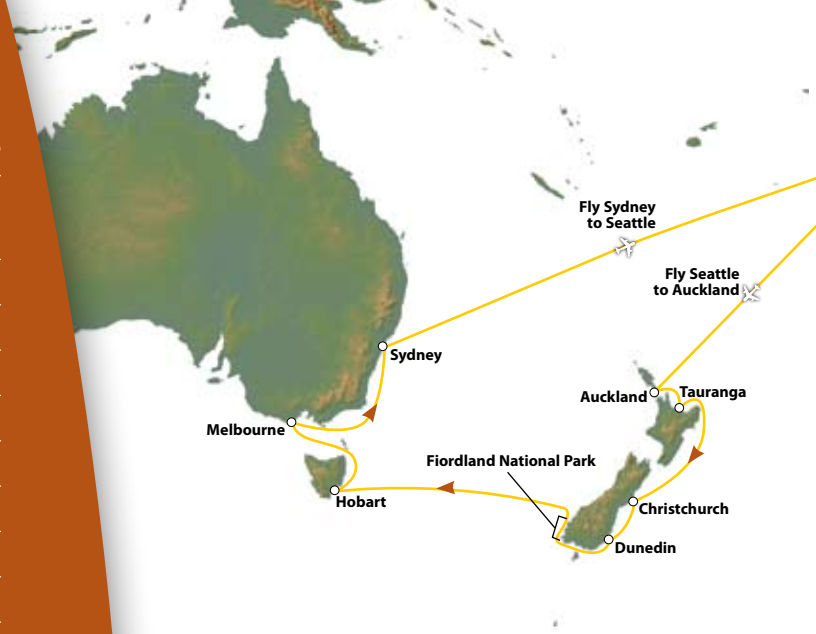 Fly Sydney
to Seattle
Fly Seattle
to Auckland
Sydney
Auckland
Tauranga
Melbourne
Fiordland National Park
Hobart
Christchurch
Dunedin